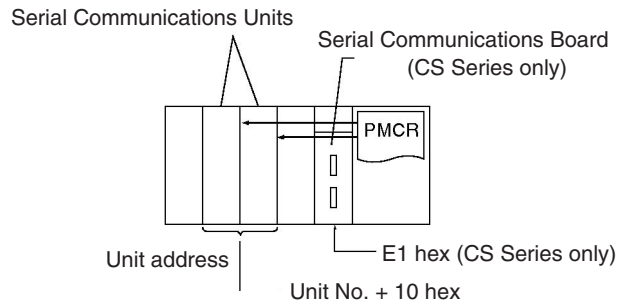 Serial Communications Units
Serial Communications Board
(CS Series only)
PMCR
Unit address
E1 hex (CS Series only)
Unit No. + 10 hex